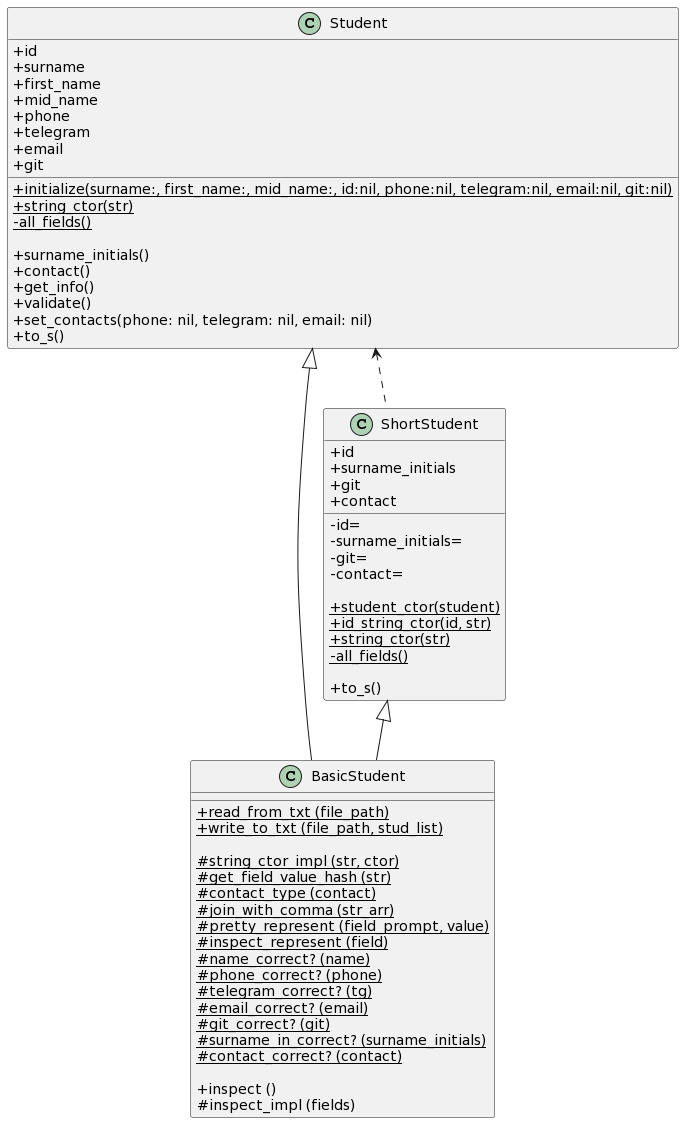 C Student
+id
+surname
+first_name
+mid_name
+phone
+telegram
+email
+git
+initialize(surname:, first_name:, mid_name:, id:nil, phone:nil, telegram:nil, email:nil, git:nil)
+string_ctor(str)
-all_fields()
+surname_initials()
+contact()
+get_info()
+validate()
+set_contacts(phone: nil, telegram: nil, email: nil)
+to_s()
C ShortStudent
+id
+surname_initials
+git
+contact
-id=
-surname_initials=
-git=
-contact=
+student_ctor(student)
+id_string_ctor(id, str)
+string_ctor(str)
-all_fields()
+to_s()
C BasicStudent
+read_from_txt (file_path)
+write_to_txt (file_path, stud_list)
#string_ctor_impl (str, ctor)
#get_field_value_hash (str)
#contact_type (contact)
#join_with_comma (str_arr)
#pretty_represent (field_prompt, value)
#inspect_represent (field)
#name_correct? (name)
#phone_correct? (phone)
#telegram_correct? (tg)
#email_correct? (email)
#git_correct? (git)
#surname_in_correct? (surname_initials)
#contact_correct? (contact)
+inspect ()
#inspect_impl (fields)